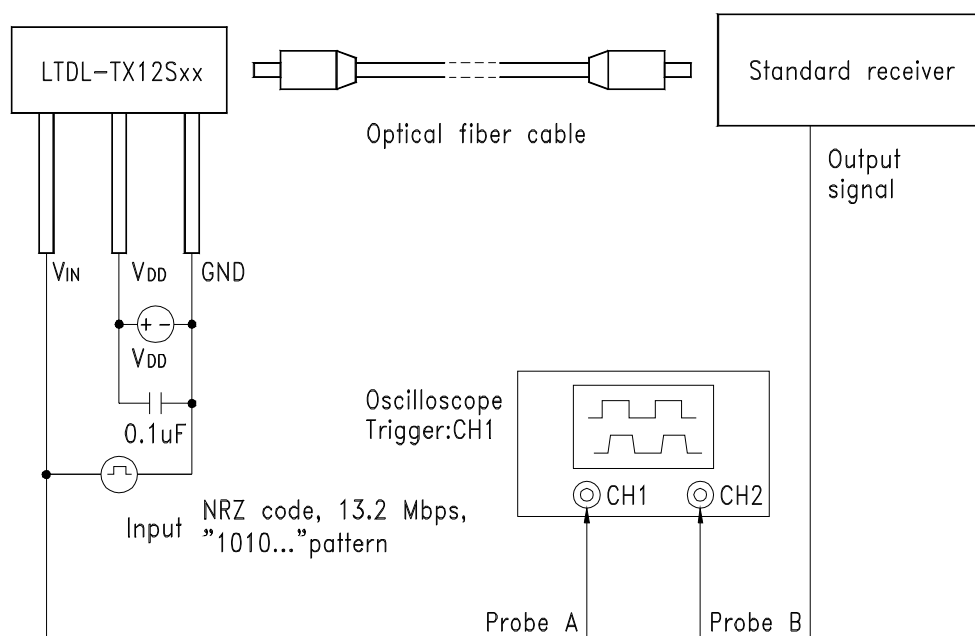 LTDL-TX12Sxx
Standard receiver
Optical fiber cable
Output
signal
VIN
VDD
GND
+ -
VDD
0.1uF
Oscilloscope
Trigger:CH1
CH1
CH2
Input
NRZ code, 13.2 Mbps,
"1010..."pattern
Probe A
Probe B